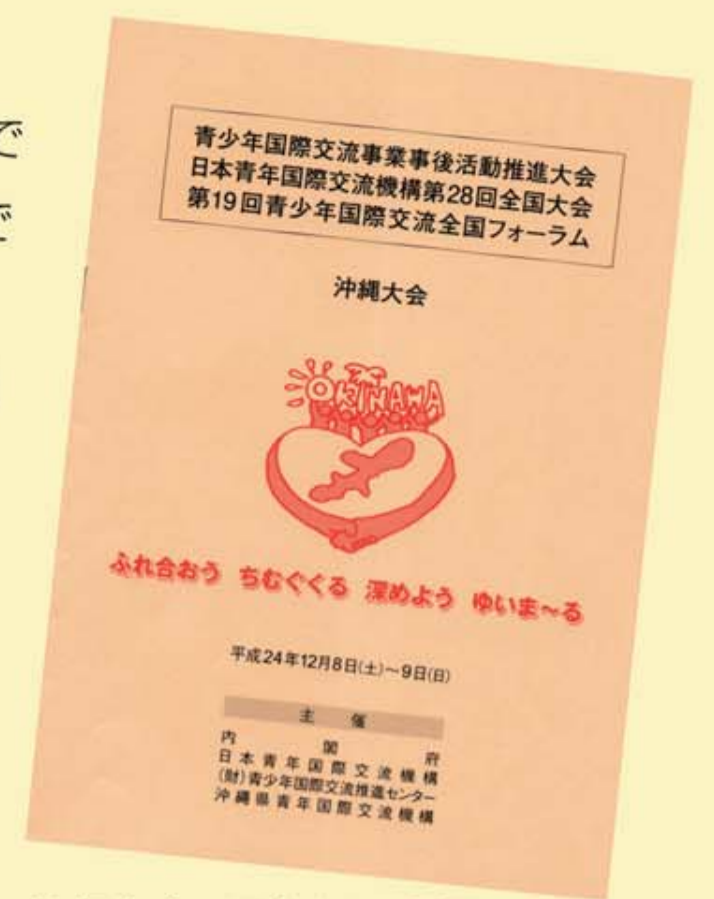 で
で
青少年国際交流事業事後活動推進大会
日本青年国際交流機構第28回全国大会
第19回青少年国際交流全国フォーラム
沖縄大会
OKINAWA
ふれ合おう ちむぐくる 深めよう ゆいま～る
平成24年12月8日(土)～9日(日)
主 催
内 閣 府
日本青年国際交流機構
(財)青少年国際交流推進センター
沖縄県青年国際交流機構